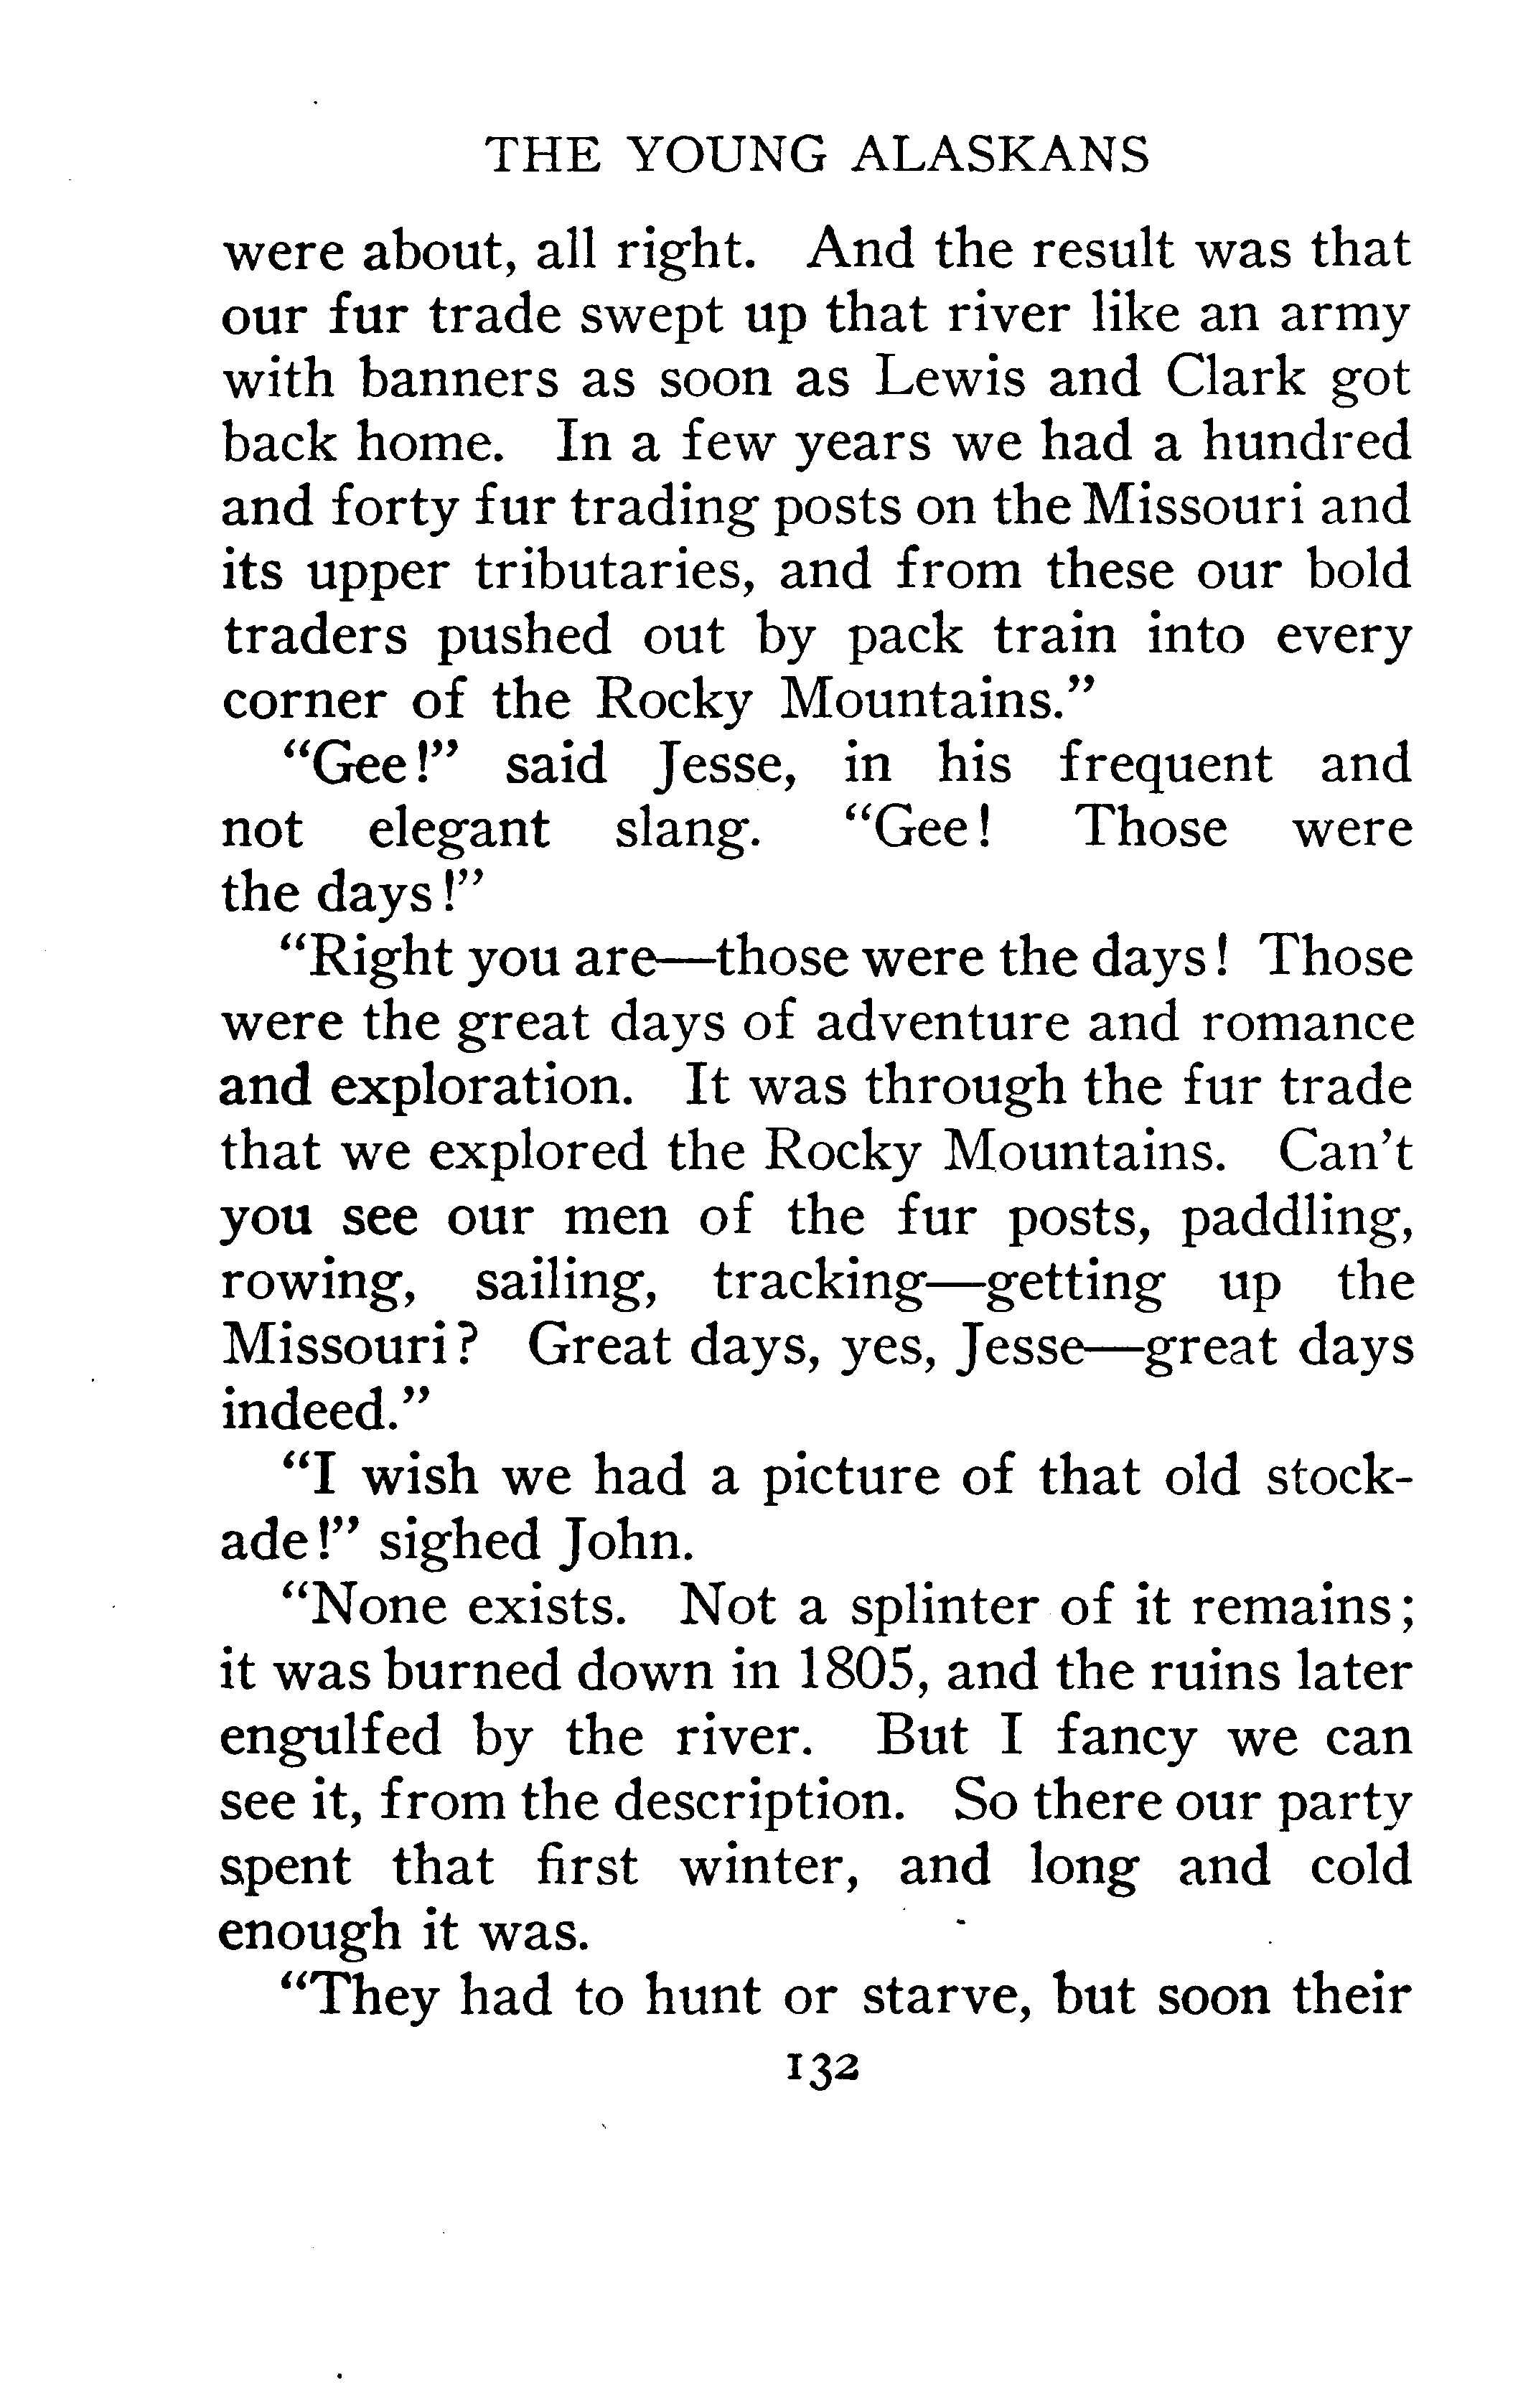 THE YOUNG ALASKANS
were about, all right. And the result was that
our fur trade swept up that river like an army
with banners as soon as Lewis and Clark got
back home. In a few years we had a hundred
and forty fur trading posts on the Missouri and
its upper tributaries, and from these our bold
traders pushed out by pack train into every
corner of the Rocky Mountains.”
“Gee!” said Jesse, in his frequent and
not elegant slang. “Gee! Those were
the days!”
“Right you are—those were the days! Those
were the great days of adventure and romance
and exploration. It was through the fur trade
that we explored the Rocky Mountains. Can’t
you see our men of the fur posts, paddling,
rowing, sailing, tracking—getting up the
Missouri? Great days, yes, Jesse—great days
indeed.”
“I wish we had a picture of that old stock-
ade!” sighed John.
“None exists. Not a splinter of it remains;
it was burned down in 1805, and the ruins later
engulfed by the river. But I fancy we can
see it, from the description. So there our party
spent that first winter, and long and cold
enough it was.
“They had to hunt or starve, but soon their
132